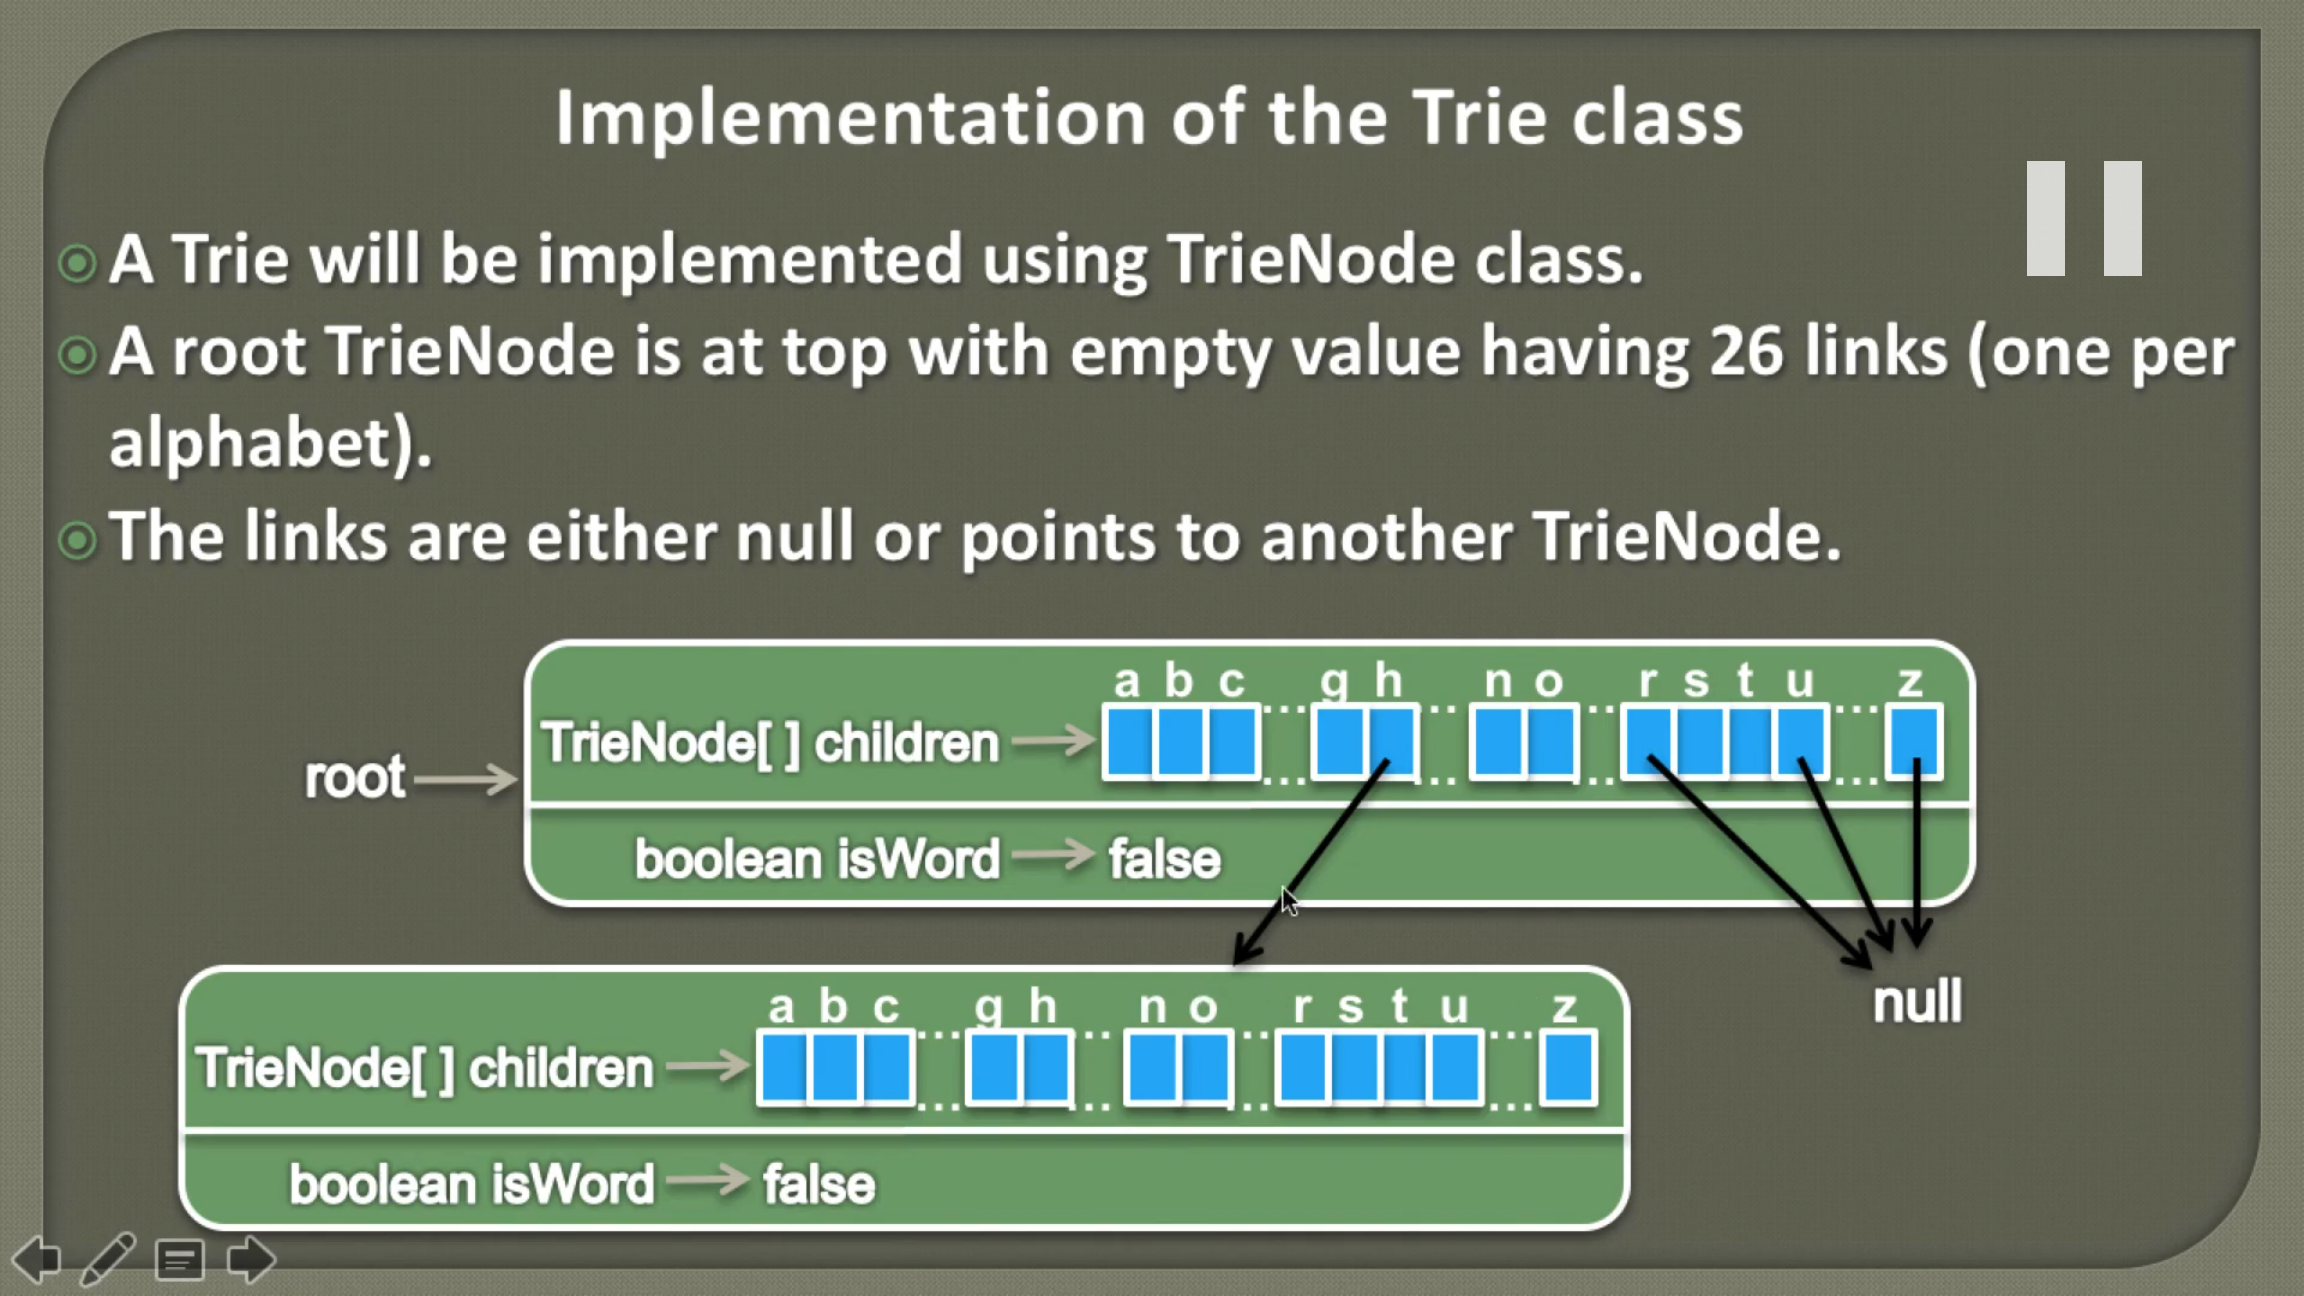 Implementation of the Trie class
A Trie will be implemented using TrieNode class.
A root TrieNode is at top with empty value having 26 links (one per
alphabet).
The links are either null or points to another TrieNode.
a b c g h n o r s t u z
TrieNode[ ] children ... .. .. ...
root
boolean isWord false
null
a b c g h n o r s t u z
TrieNode[ ] children ... .. .. ...
boolean isWord false